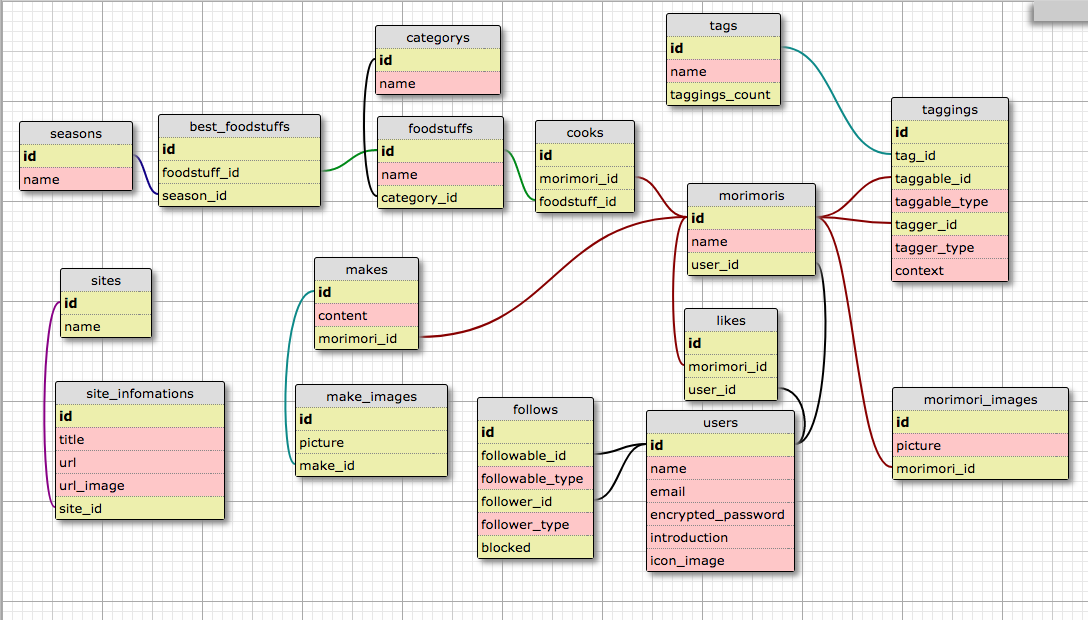 categorys
id
name
tags
id
name
taggings_count
taggings
id
tag_id
taggable_id
taggable_type
tagger_id
tagger_type
context
seasons
id
name
best_foodstuffs
id
foodstuff_id
season_id
foodstuffs
id
name
category_id
cooks
id
morimori_id
foodstuff_id
morimoris
id
name
user_id
sites
id
name
makes
id
content
morimori_id
likes
id
morimori_id
user_id
site_infomations
id
title
url
url_image
site_id
make_images
id
picture
make_id
follows
id
followable_id
followable_type
follower_id
follower_type
blocked
users
id
name
email
encrypted_password
introduction
icon_image
morimori_images
id
picture
morimori_id